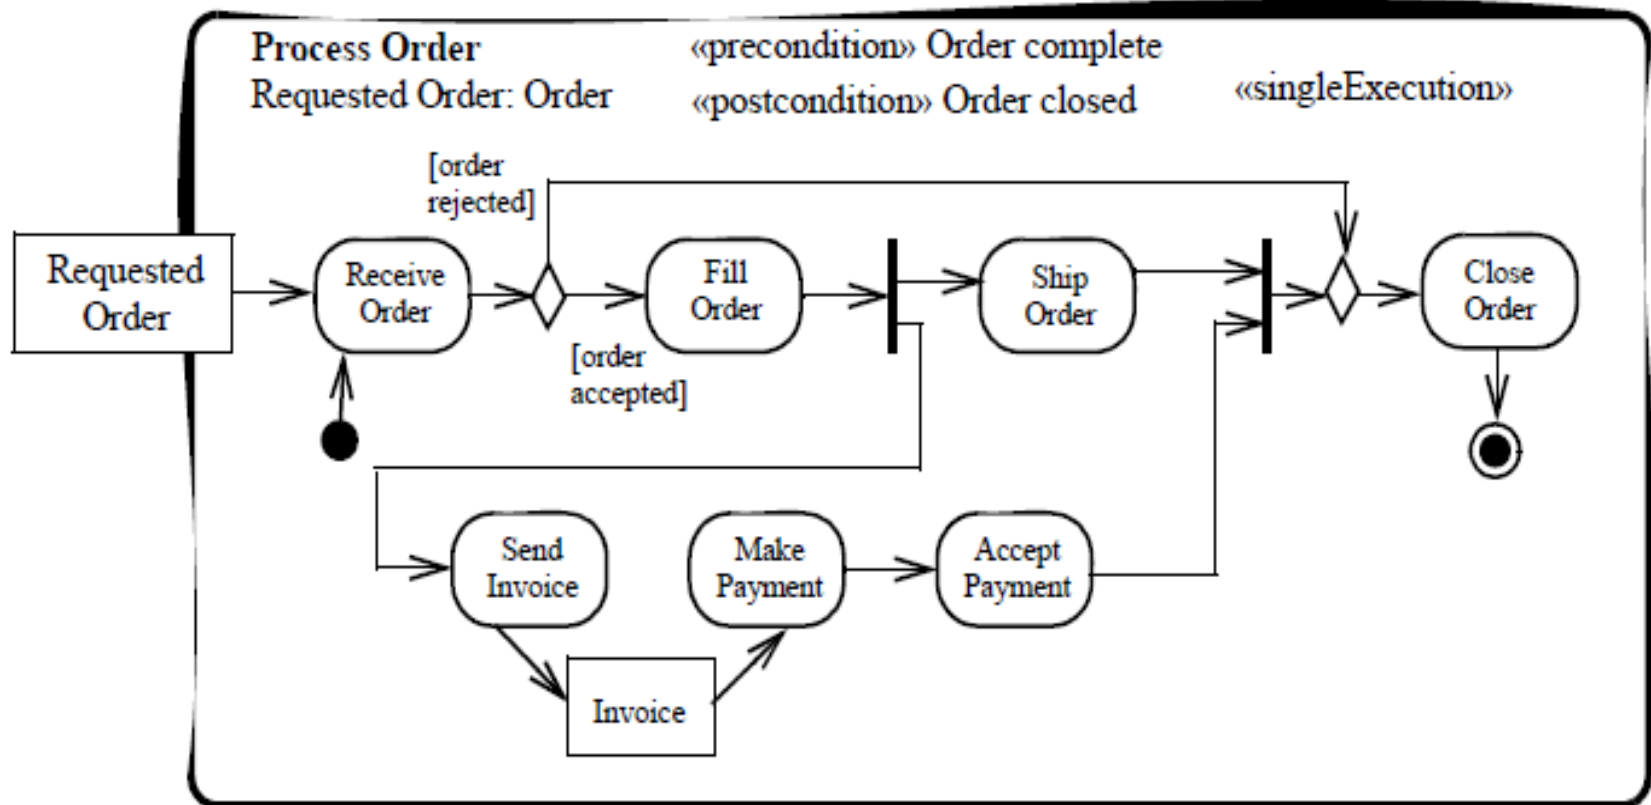 Process Order
Requested Order: Order
«precondition» Order complete
«postcondition» Order closed
«singleExecution»
[order
rejected]
Requested
Order
Receive
Order
Fill
Order
Ship
Order
Close
Order
[order
accepted]
Send
Invoice
Make
Payment
Accept
Payment
Invoice